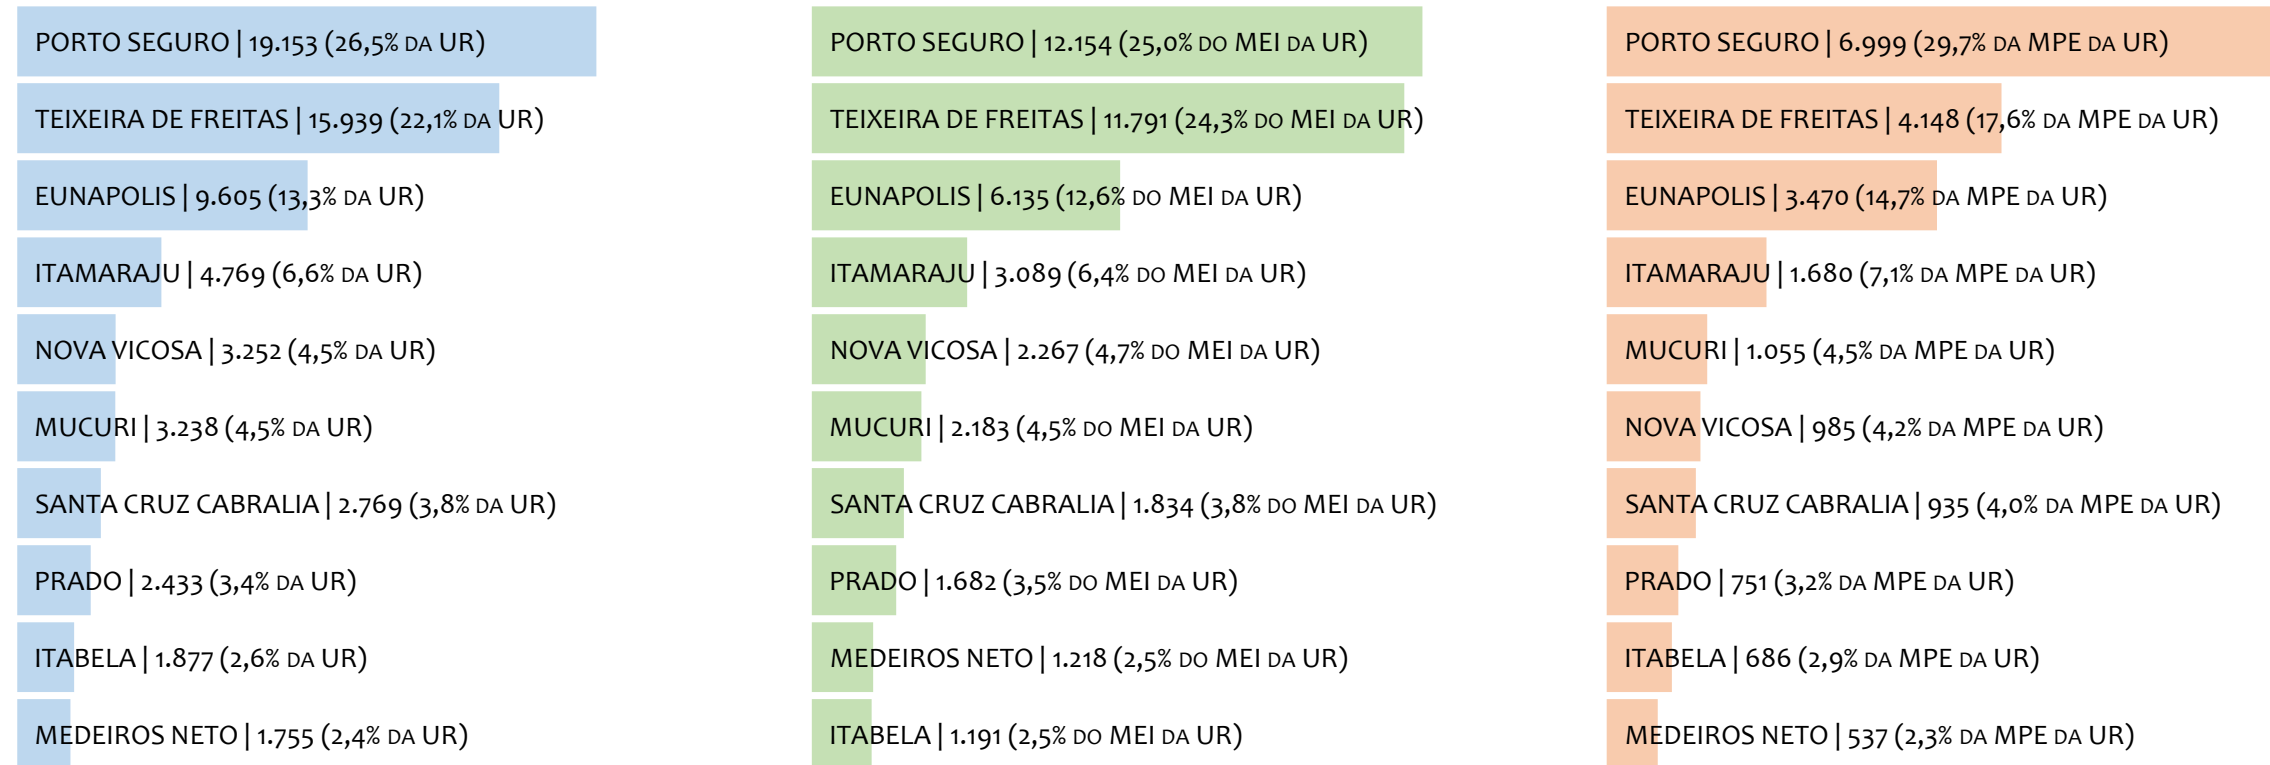 PORTO SEGURO | 19.153 (26,5% DA UR)
TEIXEIRA DE FREITAS | 15.939 (22,1% DA UR)
EUNAPOLIS | 9.605 (13,3% DA UR)
ITAMARAJU | 4.769 (6,6% DA UR)
NOVA VICOSA | 3.252 (4,5% DA UR)
MUCURI | 3.238 (4,5% DA UR)
SANTA CRUZ CABRALIA | 2.769 (3,8% DA UR)
PRADO | 2.433 (3,4% DA UR)
ITABELA | 1.877 (2,6% DA UR)
MEDEIROS NETO | 1.755 (2,4% DA UR)
PORTO SEGURO | 12.154 (25,0% DO MEI DA UR)
TEIXEIRA DE FREITAS | 11.791 (24,3% DO MEI DA UR)
EUNAPOLIS | 6.135 (12,6% DO MEI DA UR)
ITAMARAJU | 3.089 (6,4% DO MEI DA UR)
NOVA VICOSA | 2.267 (4,7% DO MEI DA UR)
MUCURI | 2.183 (4,5% DO MEI DA UR)
SANTA CRUZ CABRALIA | 1.834 (3,8% DO MEI DA UR)
PRADO | 1.682 (3,5% DO MEI DA UR)
MEDEIROS NETO | 1.218 (2,5% DO MEI DA UR)
ITABELA | 1.191 (2,5% DO MEI DA UR)
PORTO SEGURO | 6.999 (29,7% DA MPE DA UR)
TEIXEIRA DE FREITAS | 4.148 (17,6% DA MPE DA UR)
EUNAPOLIS | 3.470 (14,7% DA MPE DA UR)
ITAMARAJU | 1.680 (7,1% DA MPE DA UR)
MUCURI | 1.055 (4,5% DA MPE DA UR)
NOVA VICOSA | 985 (4,2% DA MPE DA UR)
SANTA CRUZ CABRALIA | 935 (4,0% DA MPE DA UR)
PRADO | 751 (3,2% DA MPE DA UR)
ITABELA | 686 (2,9% DA MPE DA UR)
MEDEIROS NETO | 537 (2,3% DA MPE DA UR)